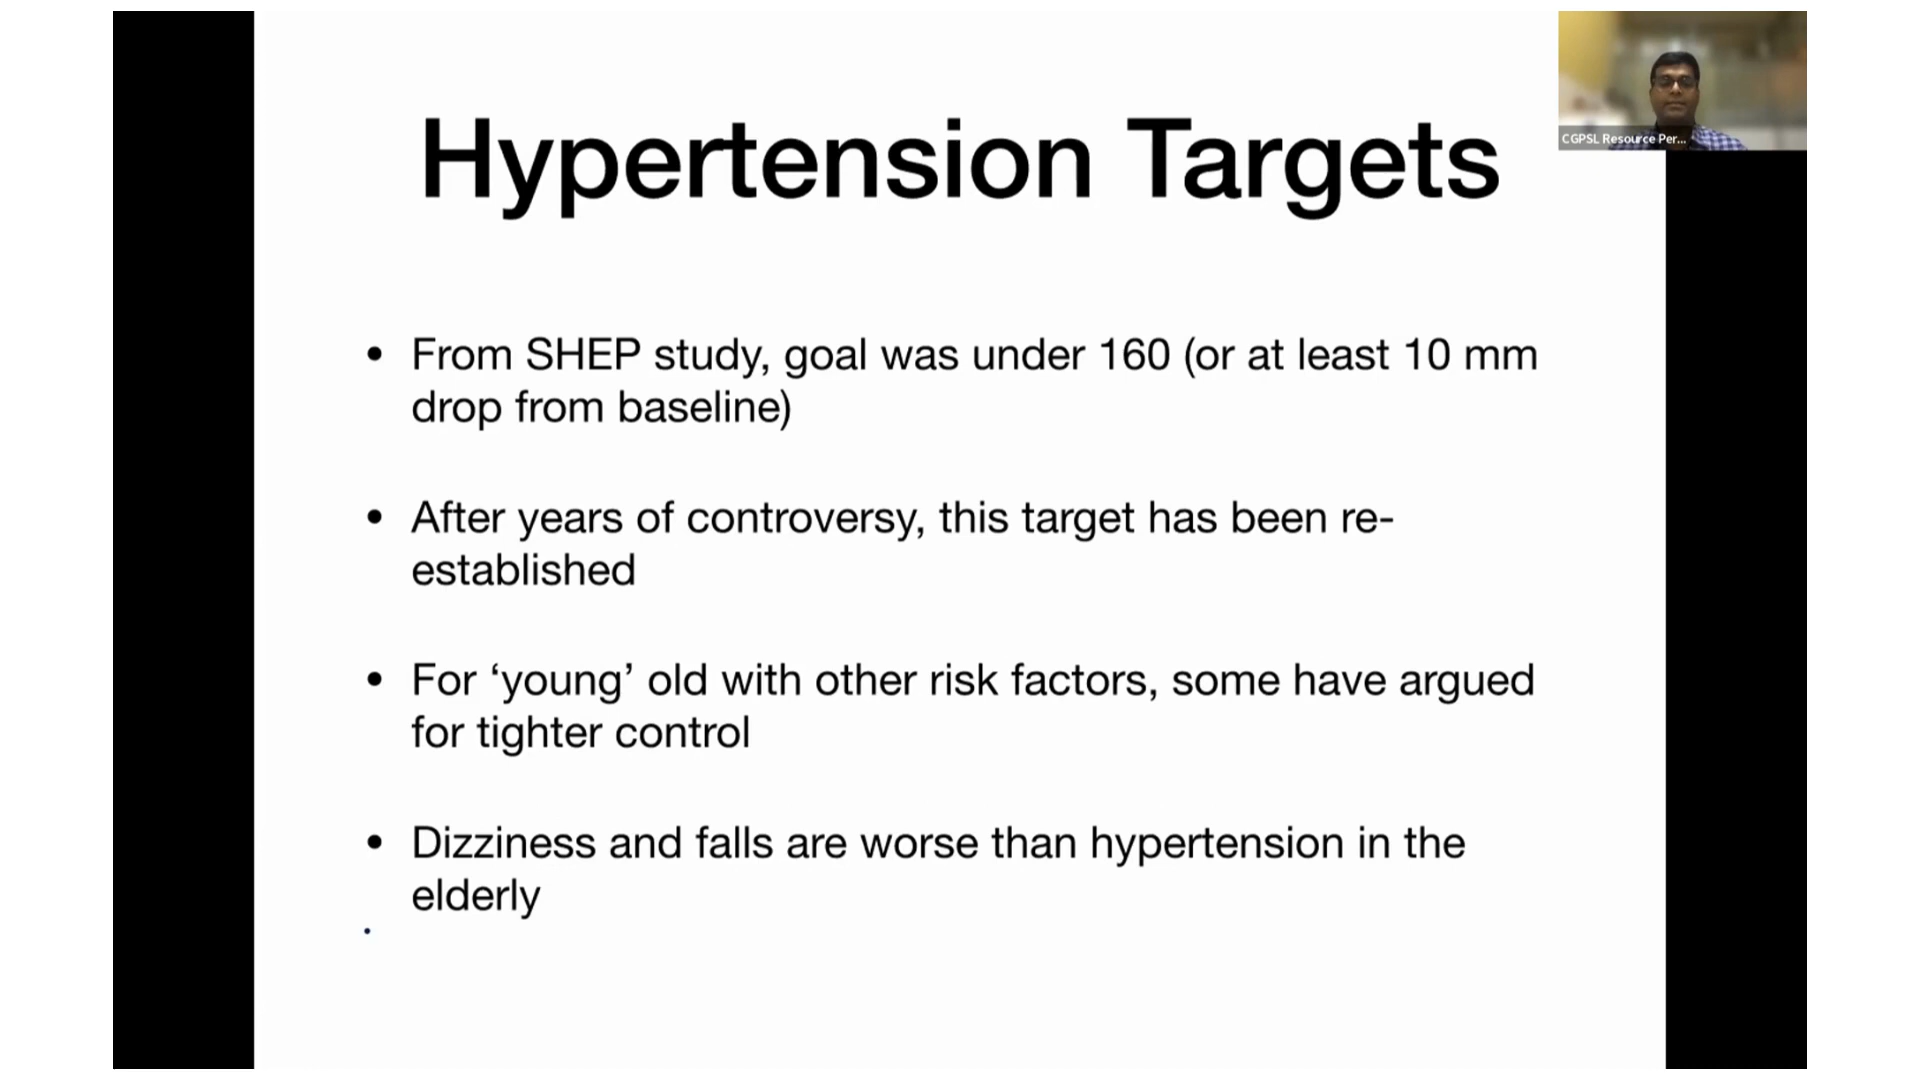 Hypertension Targets
CGPSL Resource Per...
• From SHEP study, goal was under 160 (or at least 10 mm
drop from baseline)
• After years of controversy, this target has been re-
established
• For ‘young’ old with other risk factors, some have argued
for tighter control
• Dizziness and falls are worse than hypertension in the
elderly